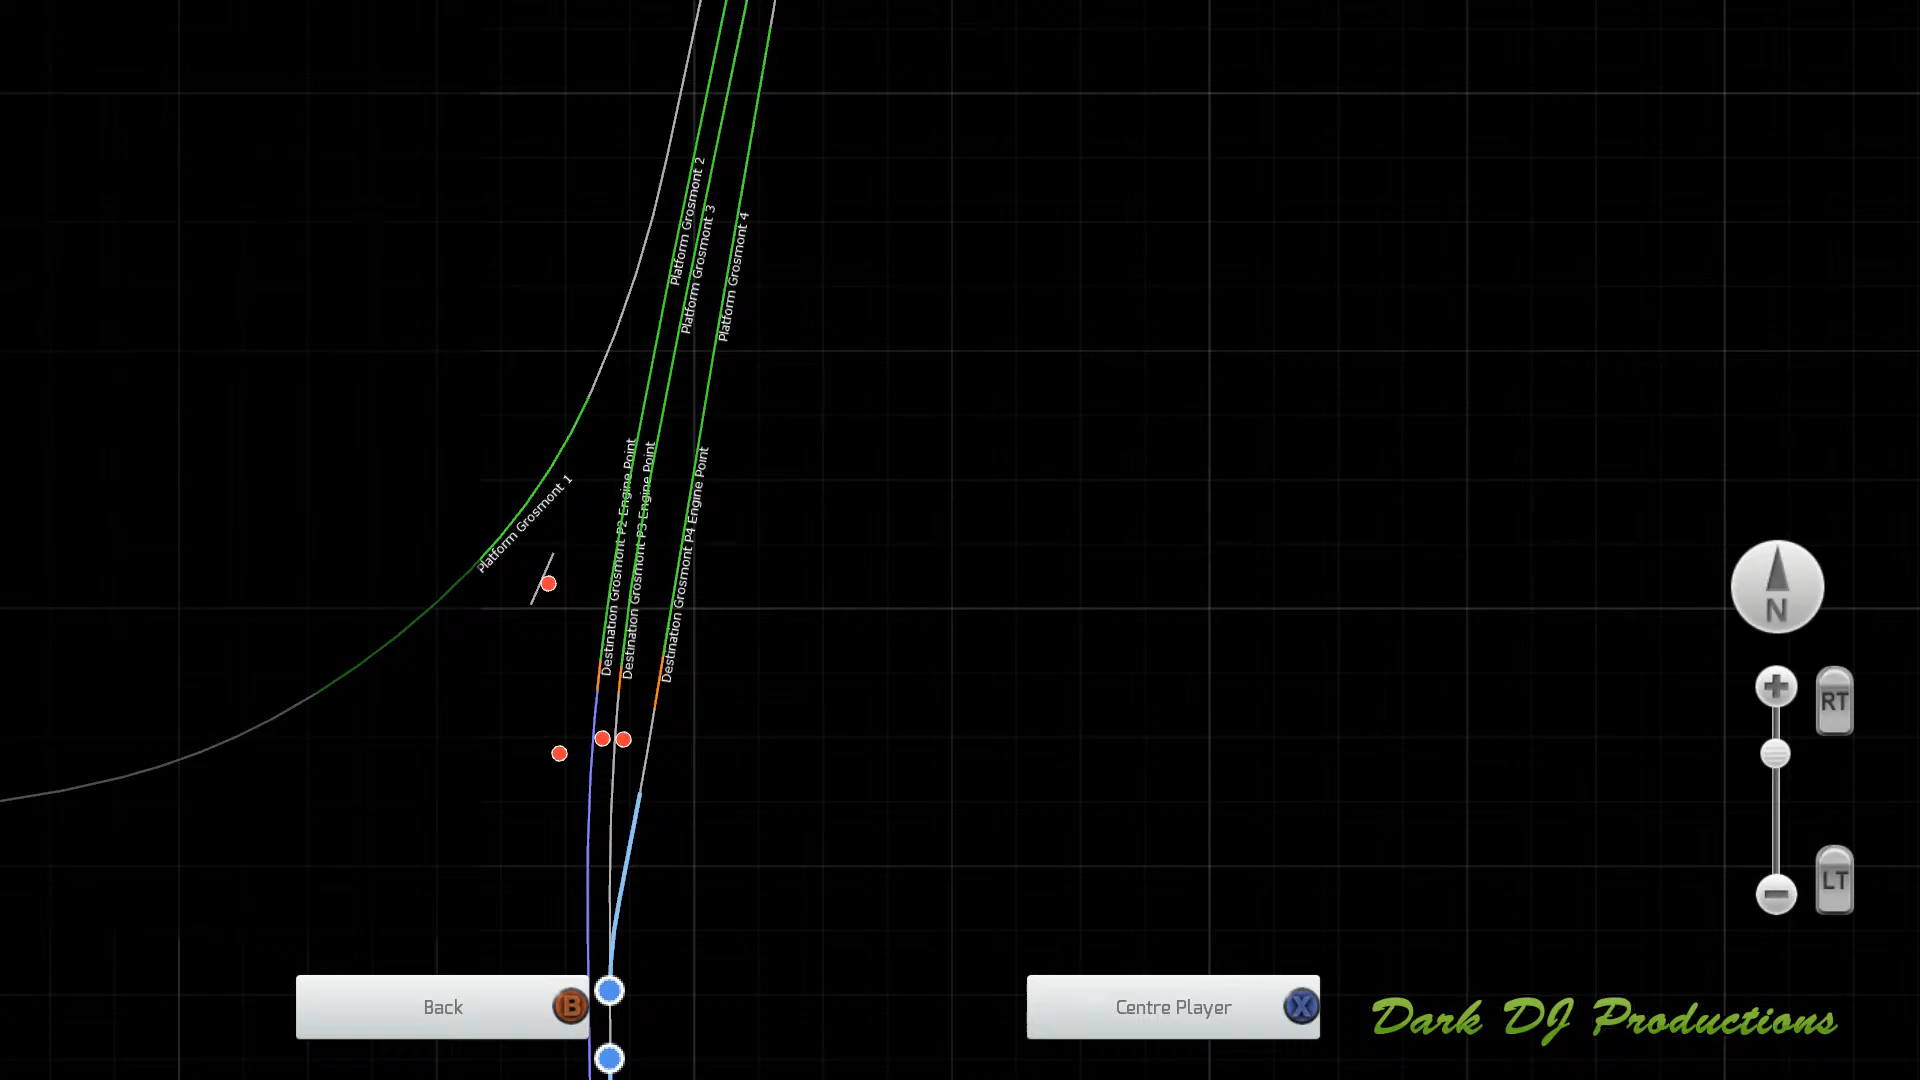 Platform Grosmont 2
Platform Grosmont 3
Platform Grosmont 4
Platform Grosmont 1
Destination Grosmont P2 Engine Point
Destination Grosmont P3 Engine Point
Destination Grosmont P4 Engine Point
N
RT
LT
Back B
Centre Player X
Dark DJ Productions